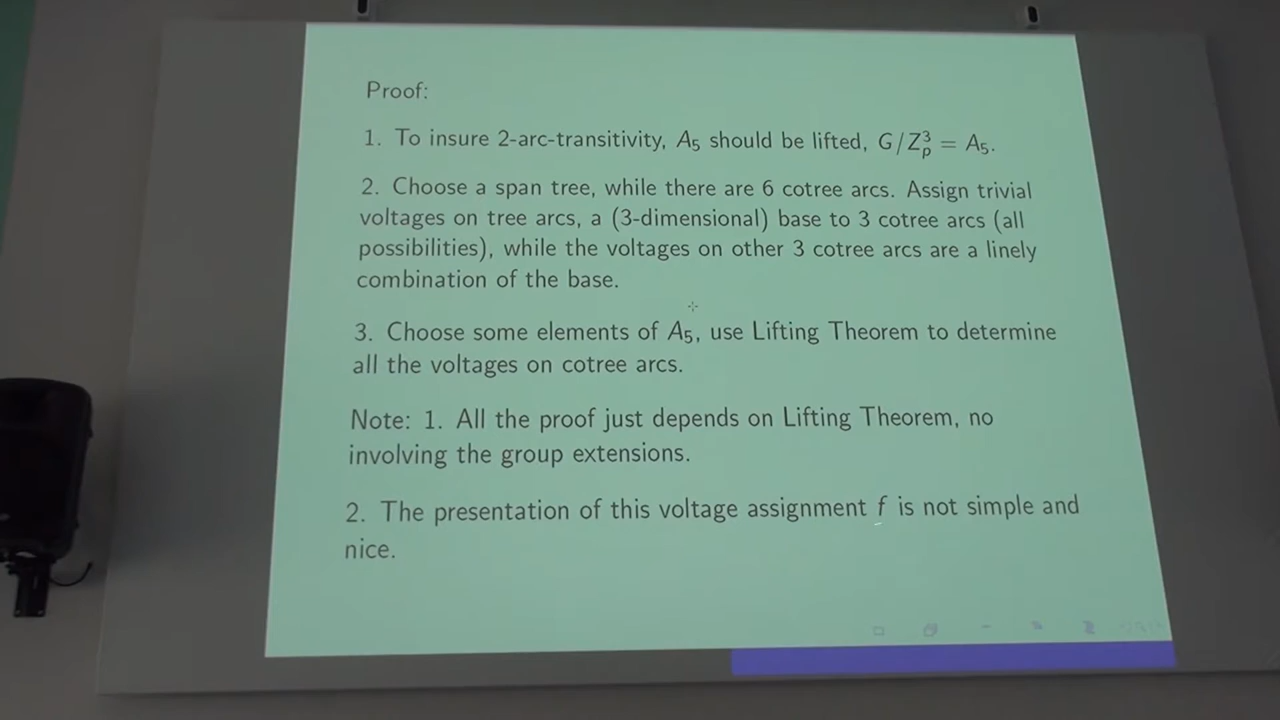 Proof:
1. To insure 2-arc-transitivity, A₅ should be lifted, G/Z_p^3 = A₅.
2. Choose a span tree, while there are 6 cotree arcs. Assign trivial
voltages on tree arcs, a (3-dimensional) base to 3 cotree arcs (all
possibilities), while the voltages on other 3 cotree arcs are a linely
combination of the base.
3. Choose some elements of A₅, use Lifting Theorem to determine
all the voltages on cotree arcs.
Note: 1. All the proof just depends on Lifting Theorem, no
involving the group extensions.
2. The presentation of this voltage assignment f is not simple and
nice.